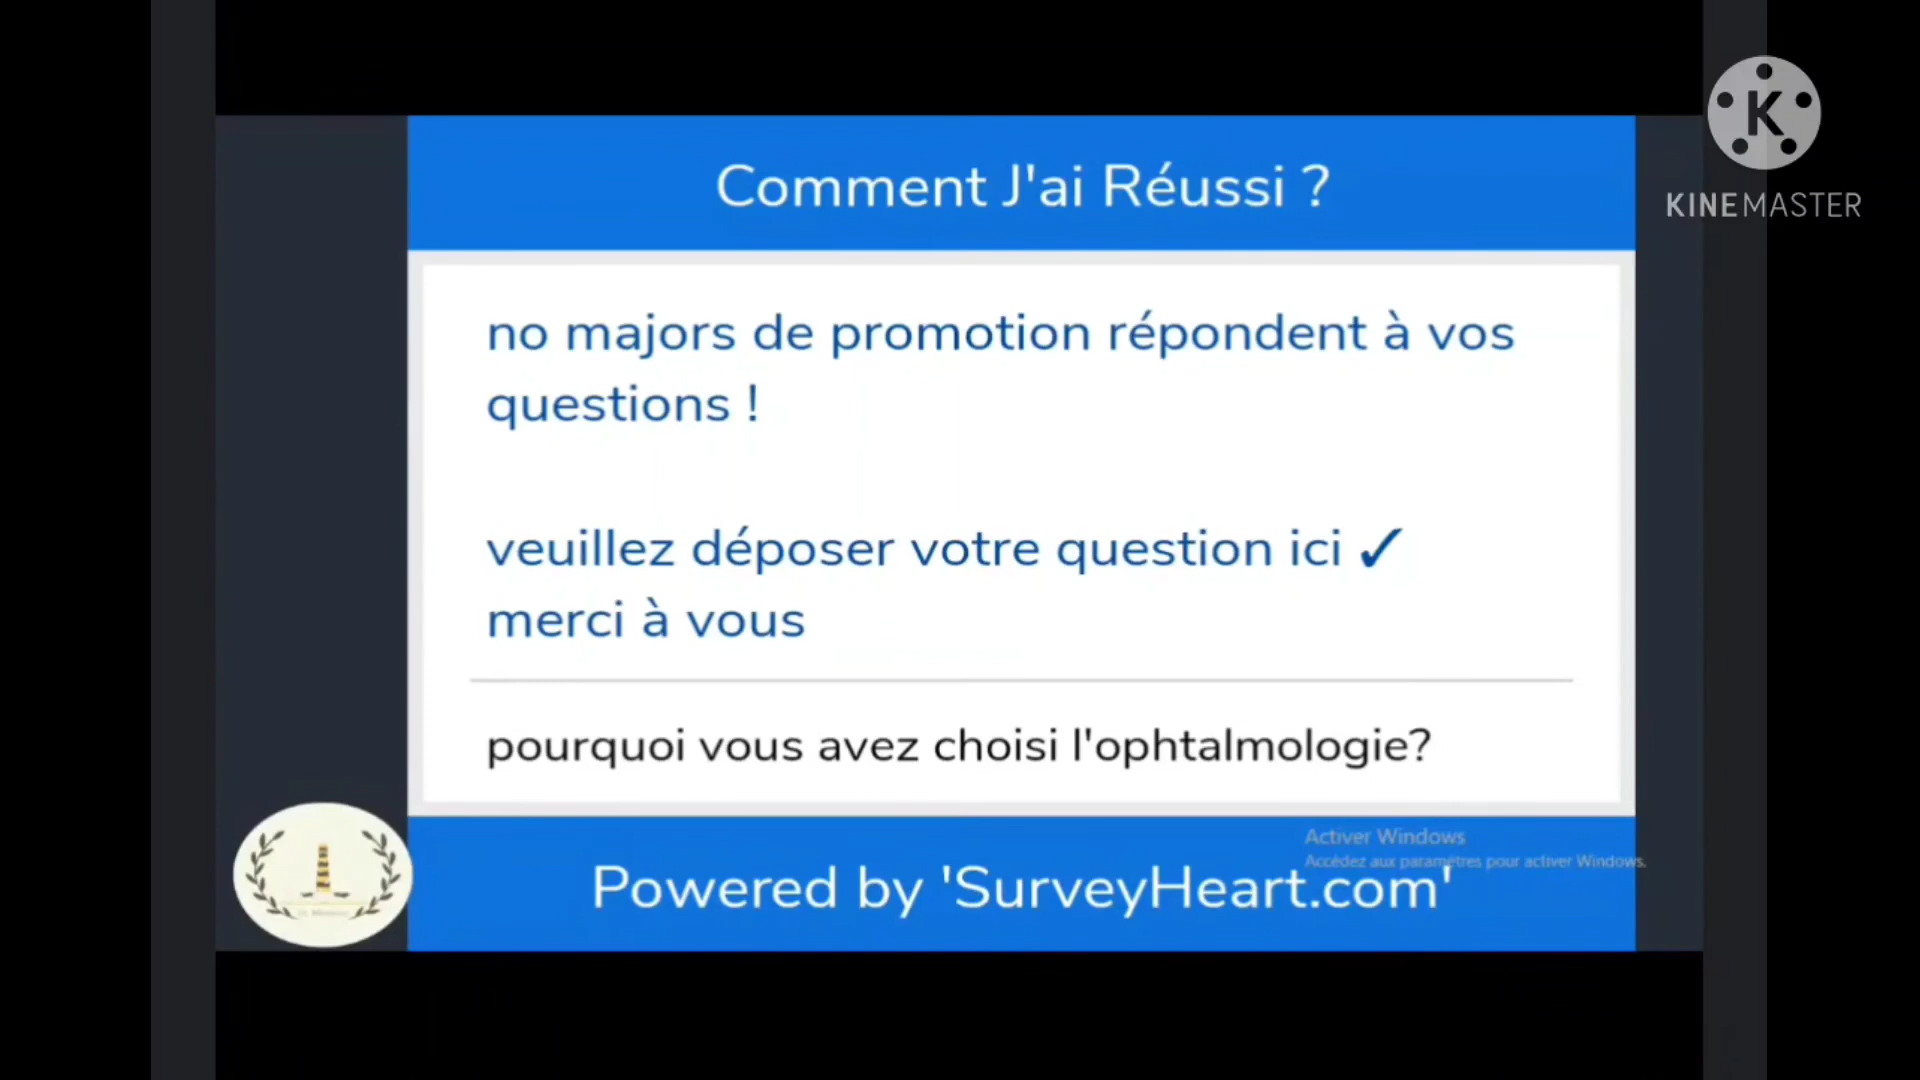 Comment J'ai Réussi ?
K
KINEMASTER
no majors de promotion répondent à vos
questions !
veuillez déposer votre question ici ✓
merci à vous
pourquoi vous avez choisi l'ophtalmologie?
Activer Windows
Accédez aux paramètres pour activer Windows.
Powered by 'SurveyHeart.com'